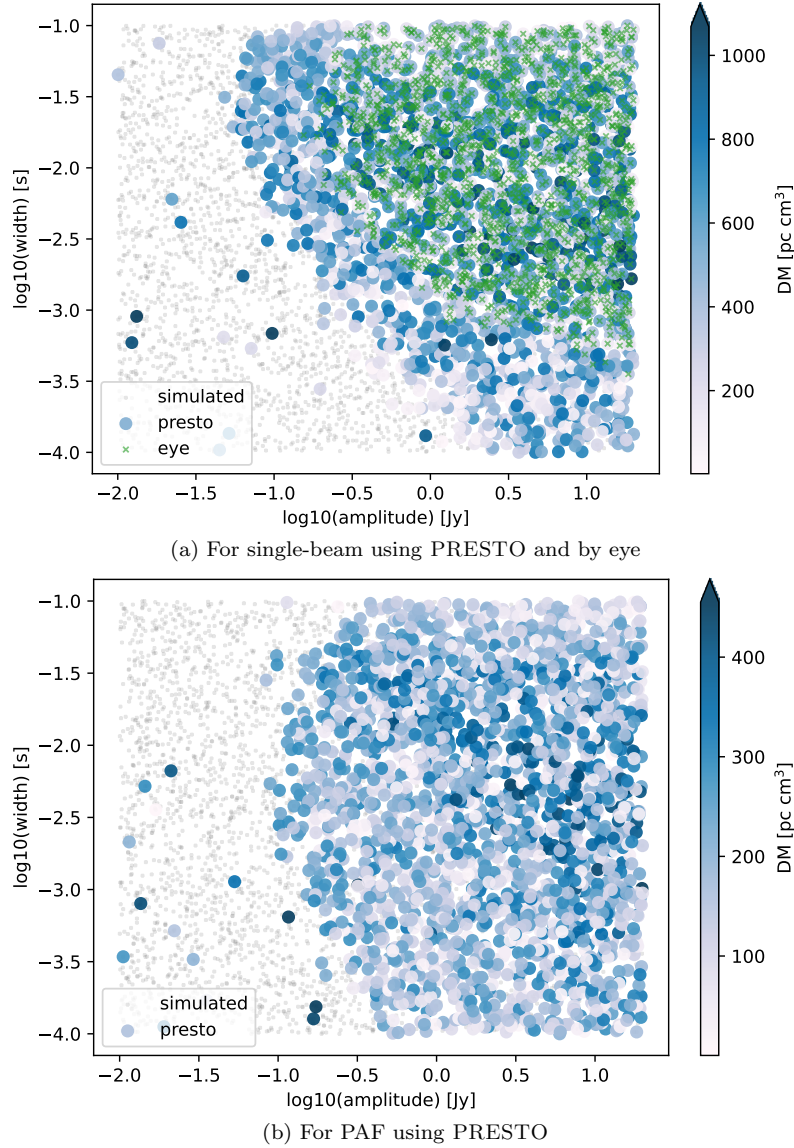 −1.0
−1.5
−2.0
−2.5
−3.0
−3.5
−4.0
log10(width) [s]
simulated
presto
eye
−2.0 −1.5 −1.0 −0.5 0.0 0.5 1.0
log10(amplitude) [Jy]
1000
800
600
400
200
DM [pc cm³]
(a) For single-beam using PRESTO and by eye
−1.0
−1.5
−2.0
−2.5
−3.0
−3.5
−4.0
log10(width) [s]
simulated
presto
−2.0 −1.5 −1.0 −0.5 0.0 0.5 1.0
log10(amplitude) [Jy]
400
300
200
100
DM [pc cm³]
(b) For PAF using PRESTO